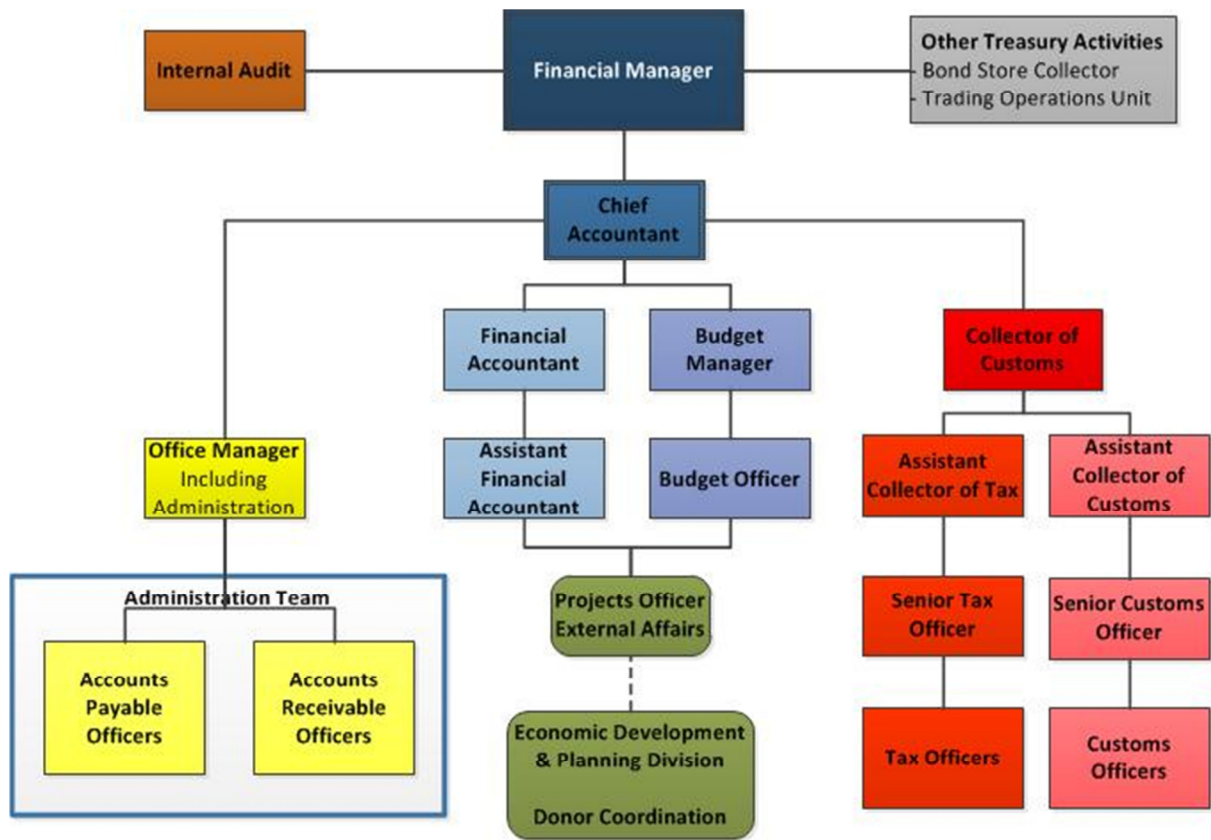 Internal Audit
Financial Manager
Other Treasury Activities
- Bond Store Collector
- Trading Operations Unit
Chief
Accountant
Financial
Accountant
Budget
Manager
Collector of
Customs
Office Manager
Including
Administration
Assistant
Financial
Accountant
Budget Officer
Assistant
Collector of Tax
Assistant
Collector of
Customs
Administration Team
Accounts
Payable
Officers
Accounts
Receivable
Officers
Projects Officer
External Affairs
Senior Tax
Officer
Senior Customs
Officer
Economic Development
& Planning Division
Donor Coordination
Tax Officers
Customs
Officers